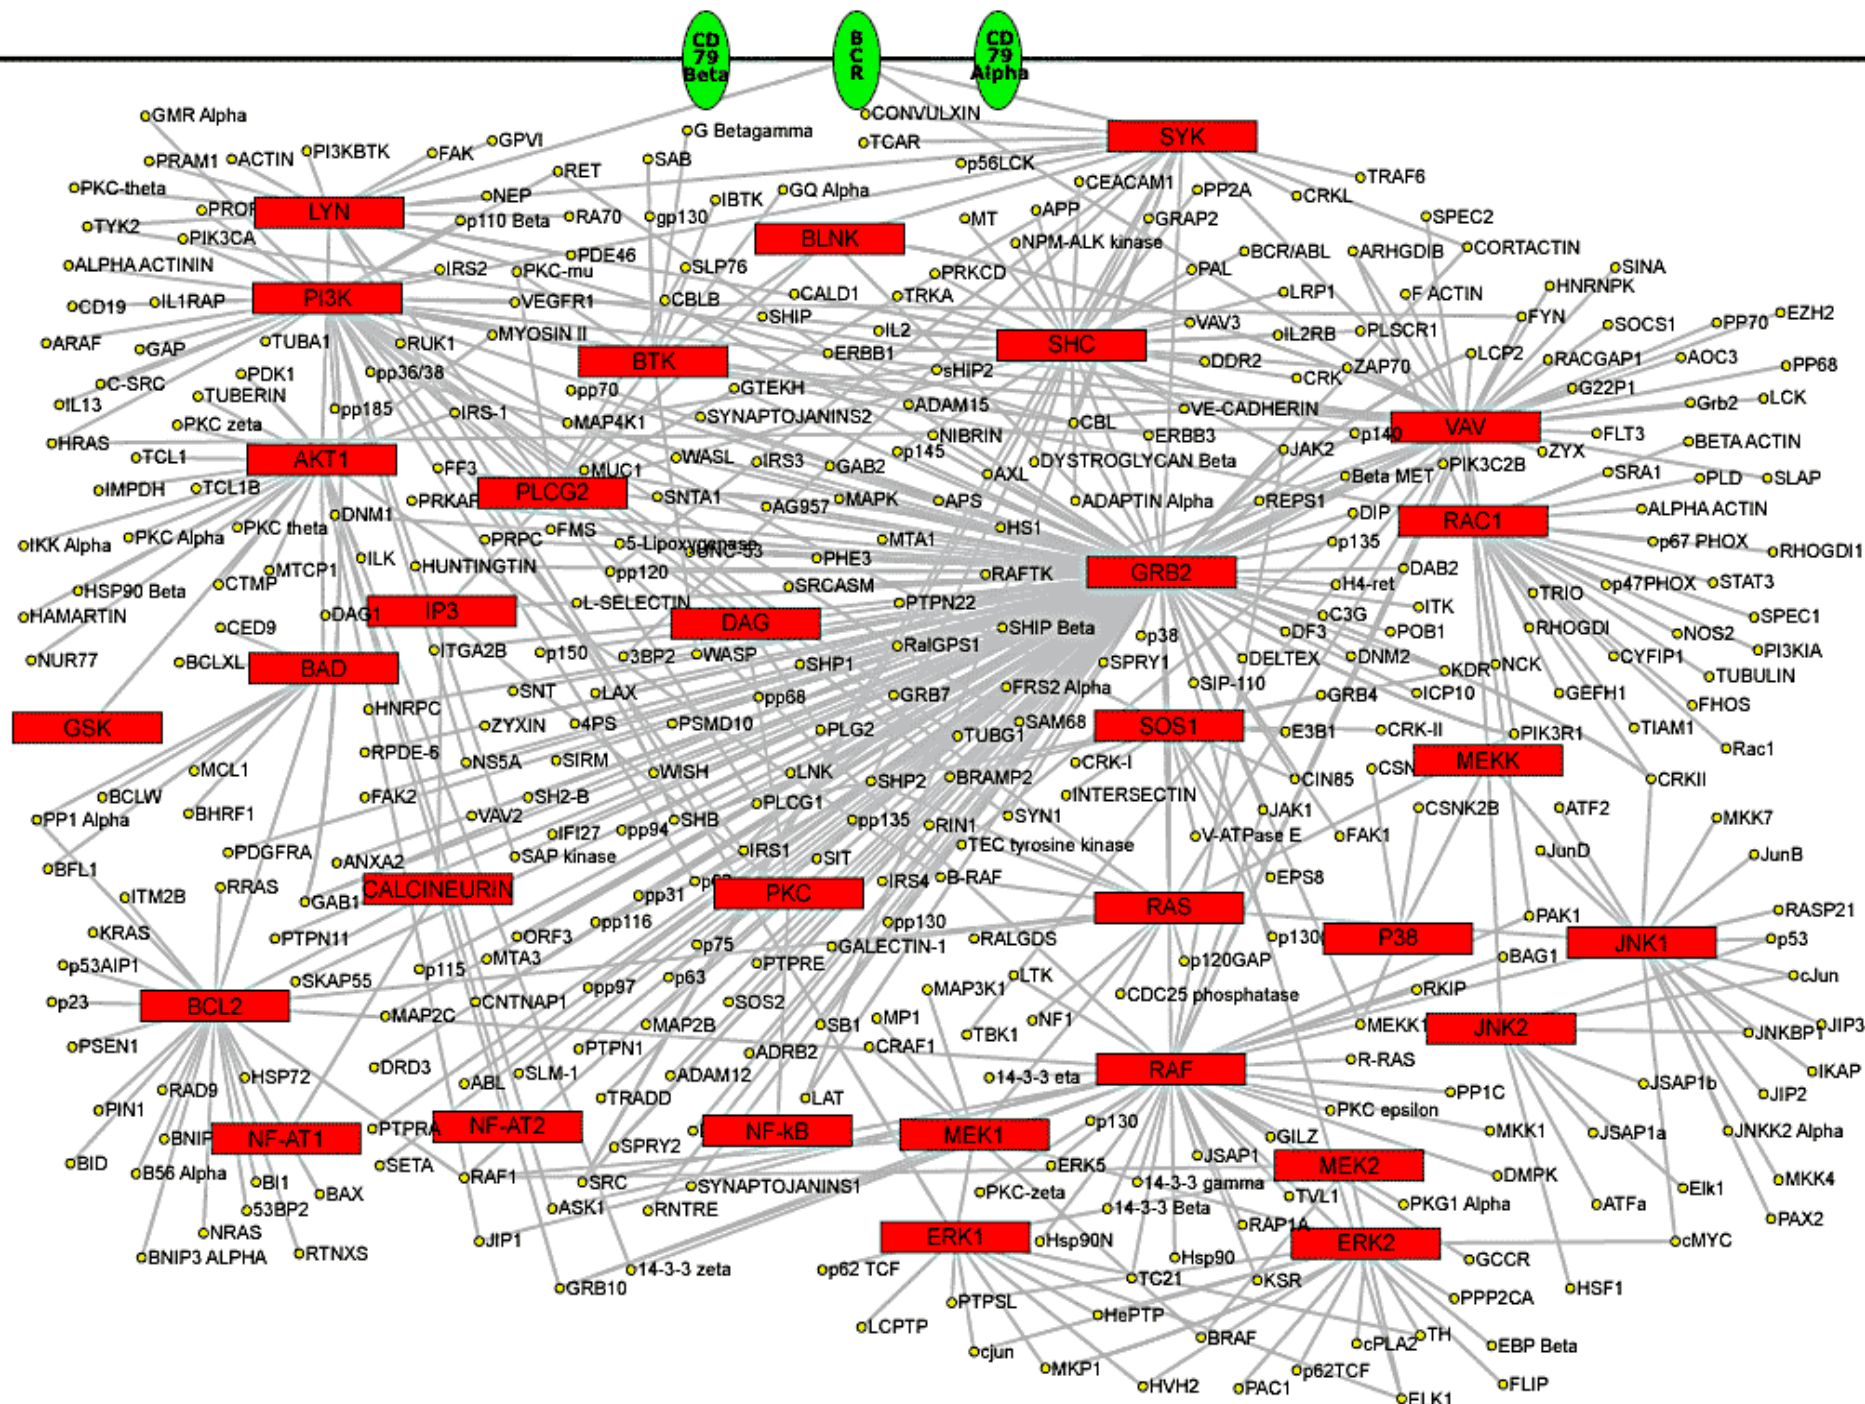 CD
79
Beta
B
C
R
CD
79
Alpha
GMR Alpha
CONVULXIN
G Betagamma
SYK
TCAR
GPVI
PI3KBTK
FAK
PRAM1
ACTIN
SAB
p56LCK
RET
TRAF6
PKC-theta
CEACAM1
PP2A
CRKL
GQ Alpha
NEP
IBTK
LYN
TYK2
p110 Beta
RA70
gp130
MT
APP
GRAP2
SPEC2
PIK3CA
BLNK
NPM-ALK kinase
BCR/ABL
ARHGDIB
CORTACTIN
PDE46
ALPHA ACTININ
IRS2
PKC-mu
SLP76
PRKCD
PAL
SINA
HNRNPK
CD19
IL1RAP
PI3K
VEGFR1
CBLB
CALD1
TRKA
LRP1
F ACTIN
SHIP
IL2
VAV3
IL2RB
PLSCR1
FYN
SOCS1
PP70
EZH2
ARAF
GAP
TUBA1
RUK1
MYOSIN II
BTK
ERBB1
SHC
DDR2
ZAP70
LCP2
RACGAP1
AOC3
PP68
C-SRC
PDK1
pp36/38
sHIP2
CRK
TUBERIN
pp70
GTEKH
G22P1
IL13
pp185
IRS-1
MAP4K1
SYNAPTOJANINS2
ADAM15
VE-CADHERIN
Grb2
LCK
PKC zeta
CBL
VAV
HRAS
NIBRIN
ERBB3
p140
FLT3
BETA ACTIN
TCL1
AKT1
FF3
MUC1
WASL
IRS3
GAB2
p145
DYSTROGLYCAN Beta
JAK2
ZYX
AXL
PIK3C2B
Beta MET
SRA1
PLD
SLAP
IMPDH
TCL1B
PLCG2
SNTA1
AG957
MAPK
APS
ADAPTIN Alpha
REPS1
DIP
RAC1
ALPHA ACTIN
DNM1
IKK Alpha
PKC Alpha
PKC theta
PRPC
FMS
5-Lipoxygenase
MTA1
HS1
p135
p67 PHOX
RHOGDI1
ILK
HUNTINGTIN
pp120
PHE3
RAFTK
GRB2
DAB2
MTCP1
CTMP
HSP90 Beta
SRCASM
H4-ret
TRIO
p47PHOX
STAT3
HAMARTIN
DAG1
IP3
L-SELECTIN
DAG
PTPN22
C3G
ITK
SPEC1
CED9
SHIP Beta
p38
DF3
POB1
RHOGDI
NOS2
NUR77
BCLXL
BAD
ITGA2B
p150
3BP2
WASP
SHP1
RalGPS1
SPRY1
DELTEX
DNM2
KDR
NCK
CYFIP1
PI3KIA
TUBULIN
SNT
LAX
pp68
GRB7
FRS2 Alpha
SIP-110
GRB4
ICP10
GEFH1
FHOS
GSK
HNRPC
ZYXIN
4PS
PSMD10
PLG2
TUBG1
SAM68
SOS1
E3B1
CRK-II
PIK3R1
TIAM1
Rac1
RPDE-6
NS5A
SIRM
WISH
LNK
SHP2
BRAMP2
CRK-I
CIN85
MEKK
CRKII
MCL1
BCLW
FAK2
SH2-B
PLCG1
INTERSECTIN
JAK1
CSNK2B
ATF2
PP1 Alpha
BHRF1
VAV2
IFI27
pp94
SHB
pp135
RIN1
SYN1
V-ATPase E
FAK1
MKK7
PDGFRA
ANXA2
SAP kinase
IRS1
SIT
TEC tyrosine kinase
JunD
JunB
BFL1
ITM2B
RRAS
GAB1
CALCINEURIN
pp31
PKC
IRS4
B-RAF
EPS8
KRAS
PTPN11
ORF3
pp116
pp130
RAS
PAK1
RASP21
p53AIP1
MTA3
p75
GALECTIN-1
RALGDS
p130
P38
JNK1
p53
SKAP55
p115
PTPRE
p120GAP
BAG1
p23
BCL2
CNTNAP1
pp97
p63
SOS2
MAP3K1
LTK
CDC25 phosphatase
RKIP
cJun
PSEN1
MAP2C
MAP2B
SB1
MP1
NF1
TBK1
MEKK1
JNK2
JNKBP1
JIP3
PTPN1
ADRB2
CRAF1
RAF
R-RAS
IKAP
RAD9
HSP72
DRD3
ABL
SLM-1
ADAM12
14-3-3 eta
PP1C
JSAP1b
JIP2
PIN1
TRADD
LAT
PKC epsilon
NF-AT1
PTPRA
NF-AT2
SPRY2
NF-kB
MEK1
p130
GILZ
MKK1
JSAP1a
JNKK2 Alpha
BID
B56 Alpha
SETA
RAF1
SRC
SYNAPTOJANINS1
ERK5
JSAP1
MEK2
DMPK
MKK4
BI1
BAX
PKC-zeta
14-3-3 gamma
TVL1
PKG1 Alpha
ATFa
Elk1
53BP2
ASK1
RNTRE
14-3-3 Beta
PAX2
NRAS
JIP1
ERK1
Hsp90N
RAP1A
ERK2
cMYC
BNIP3 ALPHA
RTNXS
14-3-3 zeta
p62 TCF
Hsp90
GCCR
GRB10
TC21
KSR
HSF1
PTPSL
PPP2CA
LCPTP
HePTP
BRAF
TH
cPLA2
EBP Beta
cjun
MKP1
p62TCF
HVH2
PAC1
FLIP
ELK1